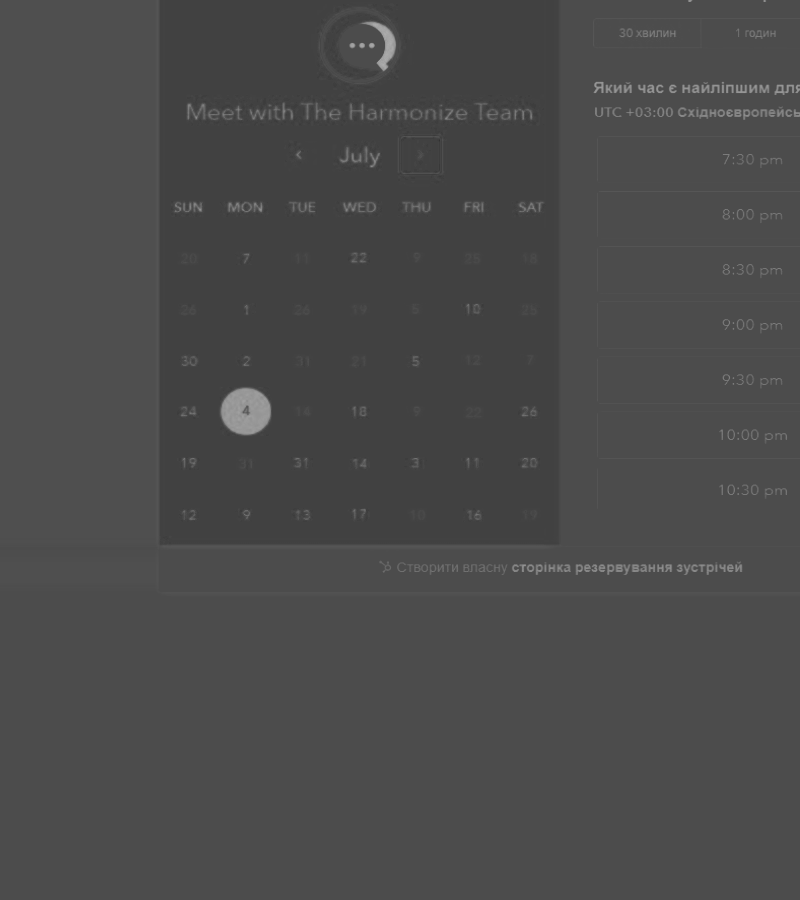 Meet with The Harmonize Team
July
SUN MON TUE WED THU FRI SAT
20 7 11 22 9 25 18
26 1 26 19 6 10 25
30 2 31 21 5 12 7
24 4 14 18 9 22 26
19 31 31 14 3 11 20
12 9 13 17 10 16 19
30 хвилин 1 годин
Який час є найліпшим для
UTC +03:00 Східноєвропейсь
7:30 pm
8:00 pm
8:30 pm
9:00 pm
9:30 pm
10:00 pm
10:30 pm
Створити власну сторінка резервування зустрічей